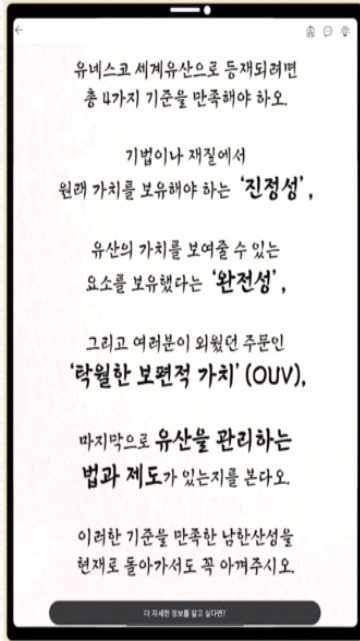 유네스코 세계유산으로 등재되려면
총 4가지 기준을 만족해야 하오.
기법이나 재질에서
원래 가치를 보유해야 하는 '진정성',
유산의 가치를 보여줄 수 있는
요소를 보유했다는 '완전성',
그리고 여러분이 외웠던 주문인
'탁월한 보편적 가치' (OUV),
마지막으로 유산을 관리하는
법과 제도가 있는지를 본다오.
이러한 기준을 만족한 남한산성을
현재로 돌아가서도 꼭 아껴주시오.
더 자세한 정보를 알고 싶다면?